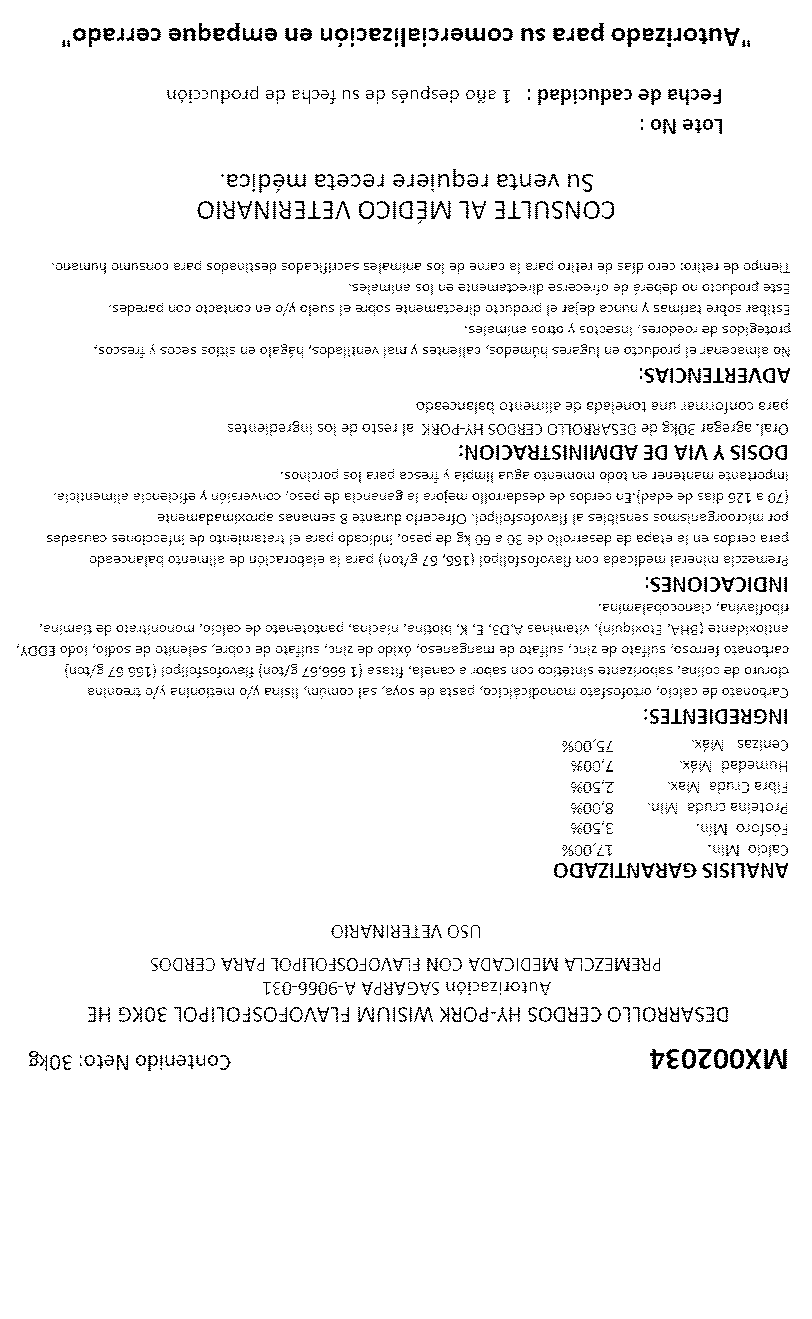 MX002034 Contenido Neto: 30kg
DESARROLLO CERDOS HY-PORK WISIUM FLAVOFOSFOLIPOL 30KG HE
Autorización SAGARPA A-9066-031
PREMEZCLA MEDICADA CON FLAVOFOSFOLIPOL PARA CERDOS
USO VETERINARIO
ANALISIS GARANTIZADO
Calcio Min. 17,00%
Fósforo Mín. 3,50%
Proteína cruda Min. 8,00%
Fibra Cruda Max. 2,50%
Humedad Máx. 7,00%
Cenizas Máx. 75,00%
INGREDIENTES:
Carbonato de calcio, ortofosfato monodicálcico, pasta de soya, sal común, lisina y/o metionina y/o treonina
cloruro de colina, saborizante sintético con sabor a canela, fitasa (1 666,67 g/ton) flavofosfolipol (166 67 g/ton)
carbonato ferroso, sulfato de zinc, sulfato de manganeso, óxido de zinc, sulfato de cobre, selenito de sodio, iodo EDDY,
antioxidante (BHA, Etoxiquin), vitaminas A,D3, E, K, biotina, niacina, pantotenato de calcio, mononitrato de tiamina,
riboflavina, cianocobalamina.
INDICACIONES:
Premezcla mineral medicada con flavofosfolipol (166, 67 g/ton) para la elaboración de alimento balanceado
para cerdos en la etapa de desarrollo de 30 a 60 kg de peso, indicado para el tratamiento de infecciones causadas
por microorganismos sensibles al flavofosfolipol. Ofrecerlo durante 8 semanas aproximadamente
(70 a 126 días de edad).En cerdos de desdarrollo mejora la ganancia de peso, conversión y eficiencia alimenticia.
Importante mantener en todo momento agua limpia y fresca para los porcinos.
DOSIS Y VIA DE ADMINISTRACION:
Oral. agregar 30kg de DESARROLLO CERDOS HY-PORK al resto de los ingredientes
para conformar una tonelada de alimento balanceado
ADVERTENCIAS:
No almacenar el producto en lugares húmedos, calientes y mal ventilados, hágalo en sitios secos y frescos,
protegidos de roedores, insectos y otros animales.
Estibar sobre tarimas y nunca dejar el producto directamente sobre el suelo y/o en contacto con paredes.
Este producto no deberá de ofrecerse directamente en los animales.
Tiempo de retiro: cero días de retiro para la carne de los animales sacrificados destinados para consumo humano.
CONSULTE AL MÉDICO VETERINARIO
Su venta requiere receta médica.
Lote No :
Fecha de caducidad : 1 año después de su fecha de producción
"Autorizado para su comercialización en empaque cerrado"